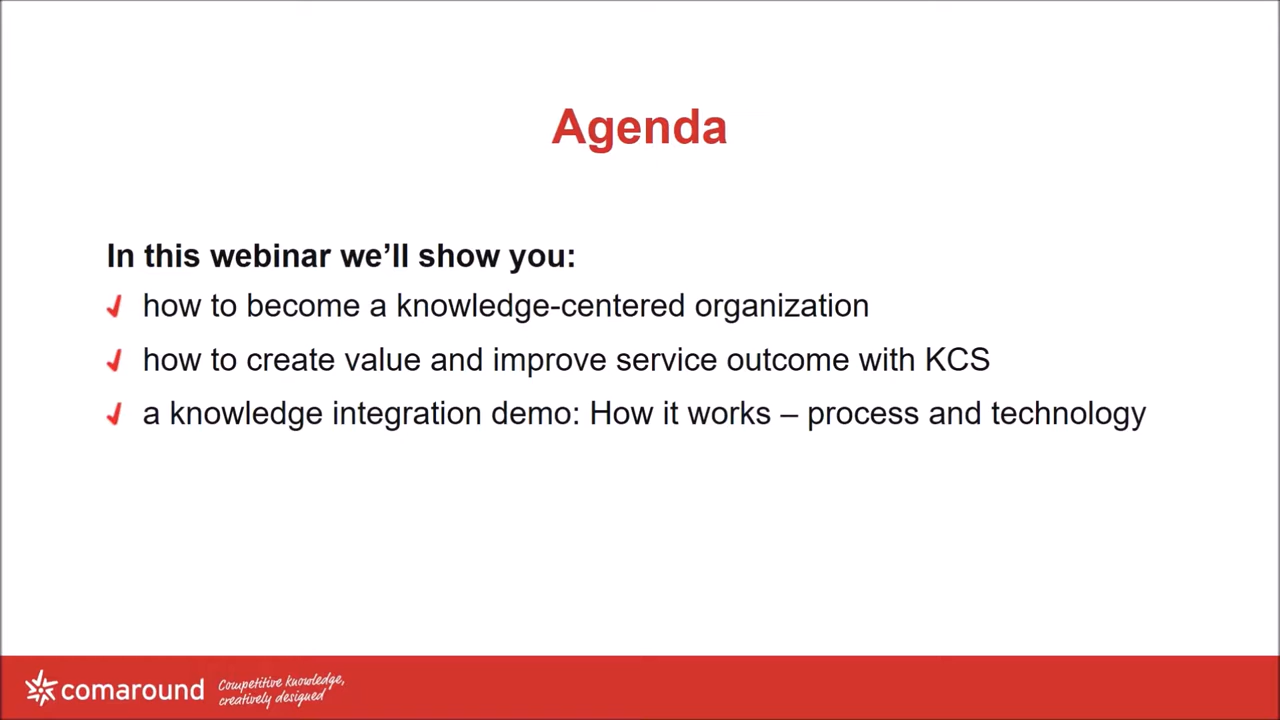 Agenda
In this webinar we’ll show you:
how to become a knowledge-centered organization
how to create value and improve service outcome with KCS
a knowledge integration demo: How it works – process and technology
comaround
Competitive knowledge,
creatively designed